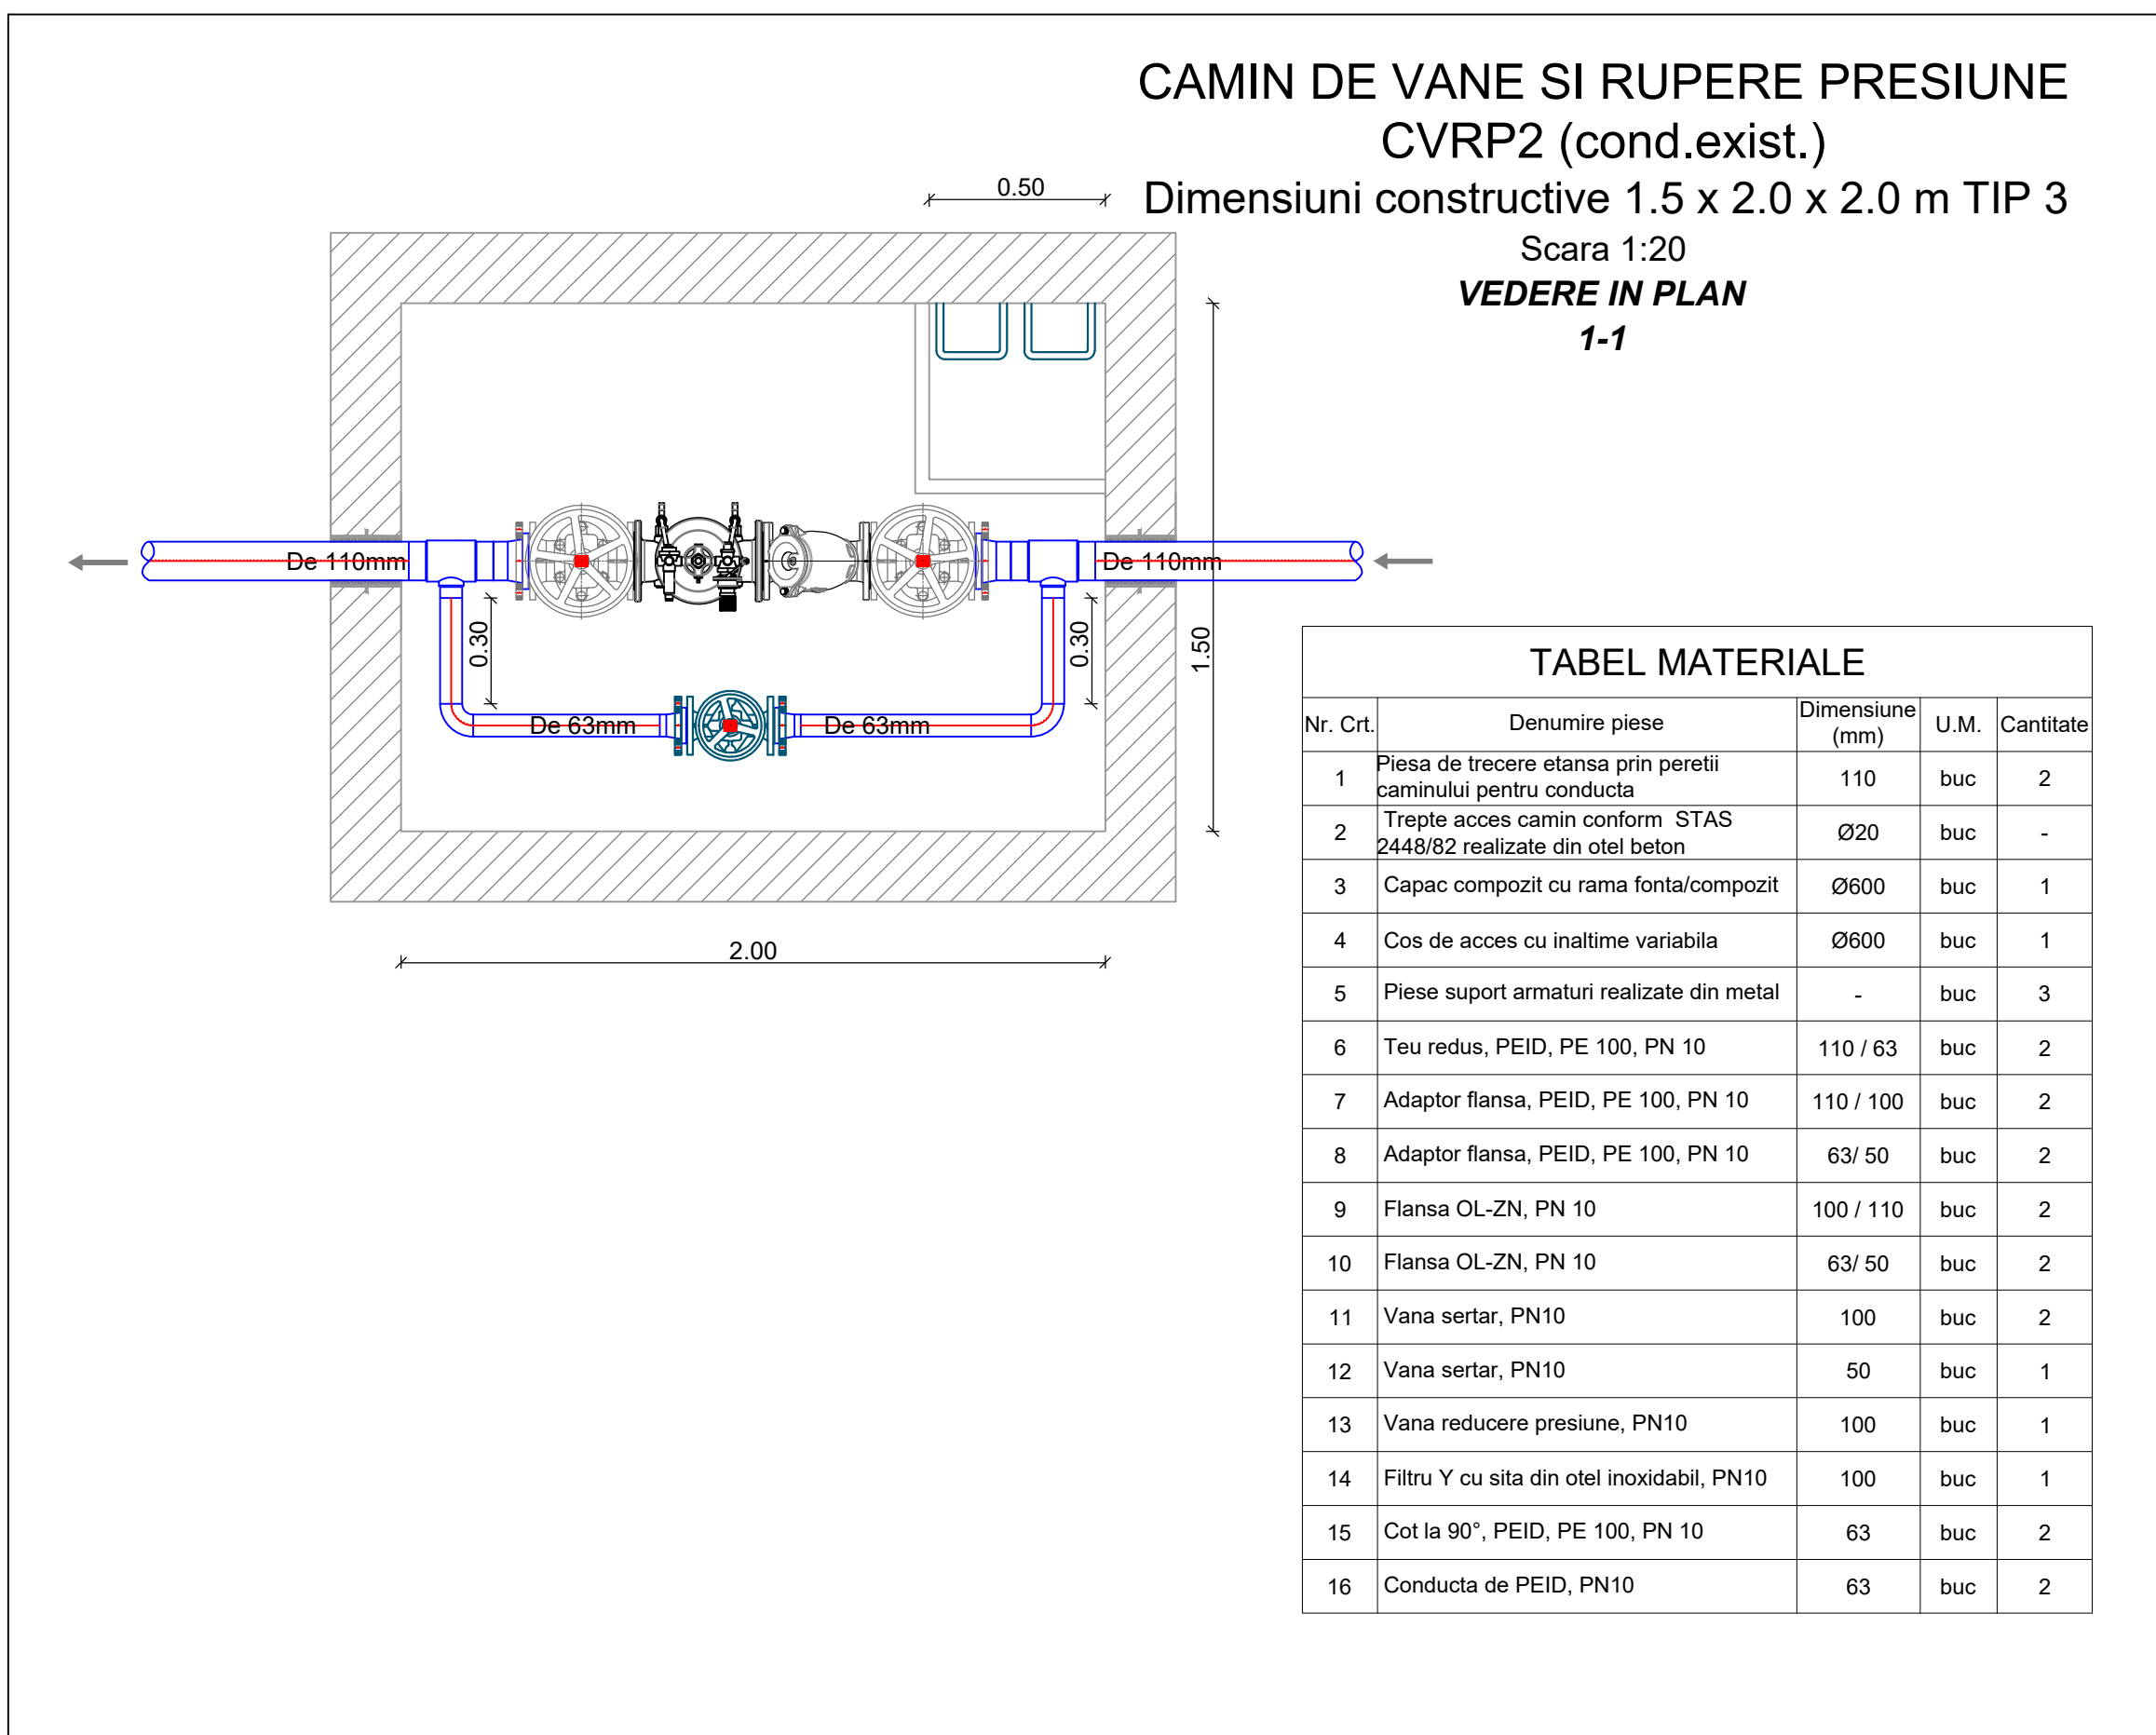 CAMIN DE VANE SI RUPERE PRESIUNE
CVRP2 (cond.exist.)
Dimensiuni constructive 1.5 x 2.0 x 2.0 m TIP 3
Scara 1:20
VEDERE IN PLAN
1-1
0.50
De 110mm
De 110mm
0.30
0.30
1.50
De 63mm
De 63mm
2.00
TABEL MATERIALE
Nr. Crt. Denumire piese Dimensiune (mm) U.M. Cantitate
1 Piesa de trecere etansa prin peretii
caminului pentru conducta 110 buc 2
2 Trepte acces camin conform STAS
2448/82 realizate din otel beton Ø20 buc -
3 Capac compozit cu rama fonta/compozit Ø600 buc 1
4 Cos de acces cu inaltime variabila Ø600 buc 1
5 Piese suport armaturi realizate din metal - buc 3
6 Teu redus, PEID, PE 100, PN 10 110 / 63 buc 2
7 Adaptor flansa, PEID, PE 100, PN 10 110 / 100 buc 2
8 Adaptor flansa, PEID, PE 100, PN 10 63/ 50 buc 2
9 Flansa OL-ZN, PN 10 100 / 110 buc 2
10 Flansa OL-ZN, PN 10 63/ 50 buc 2
11 Vana sertar, PN10 100 buc 2
12 Vana sertar, PN10 50 buc 1
13 Vana reducere presiune, PN10 100 buc 1
14 Filtru Y cu sita din otel inoxidabil, PN10 100 buc 1
15 Cot la 90°, PEID, PE 100, PN 10 63 buc 2
16 Conducta de PEID, PN10 63 buc 2